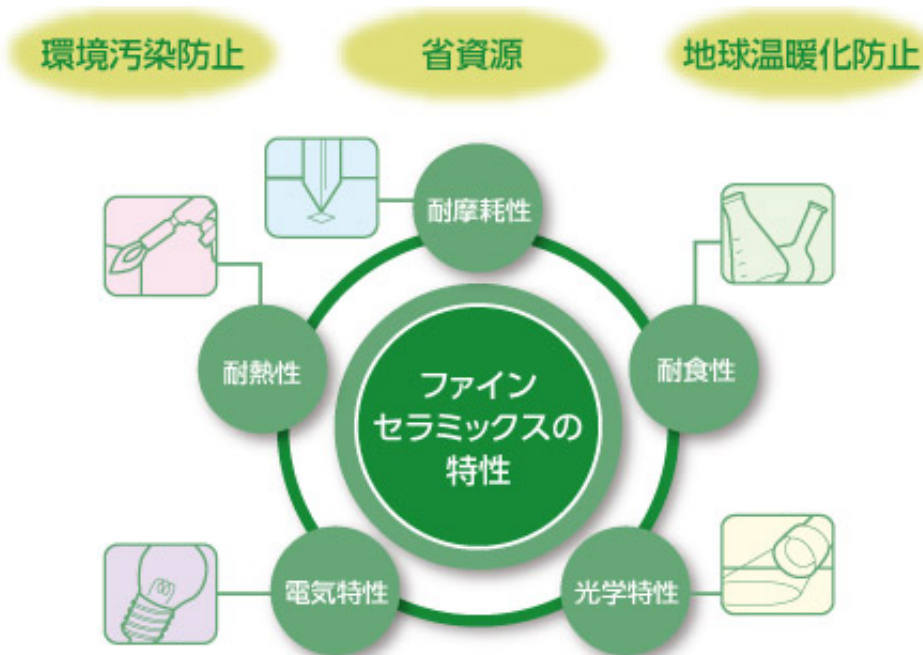 環境汚染防止
省資源
地球温暖化防止
耐摩耗性
耐熱性
耐食性
ファイン
セラミックスの
特性
電気特性
光学特性